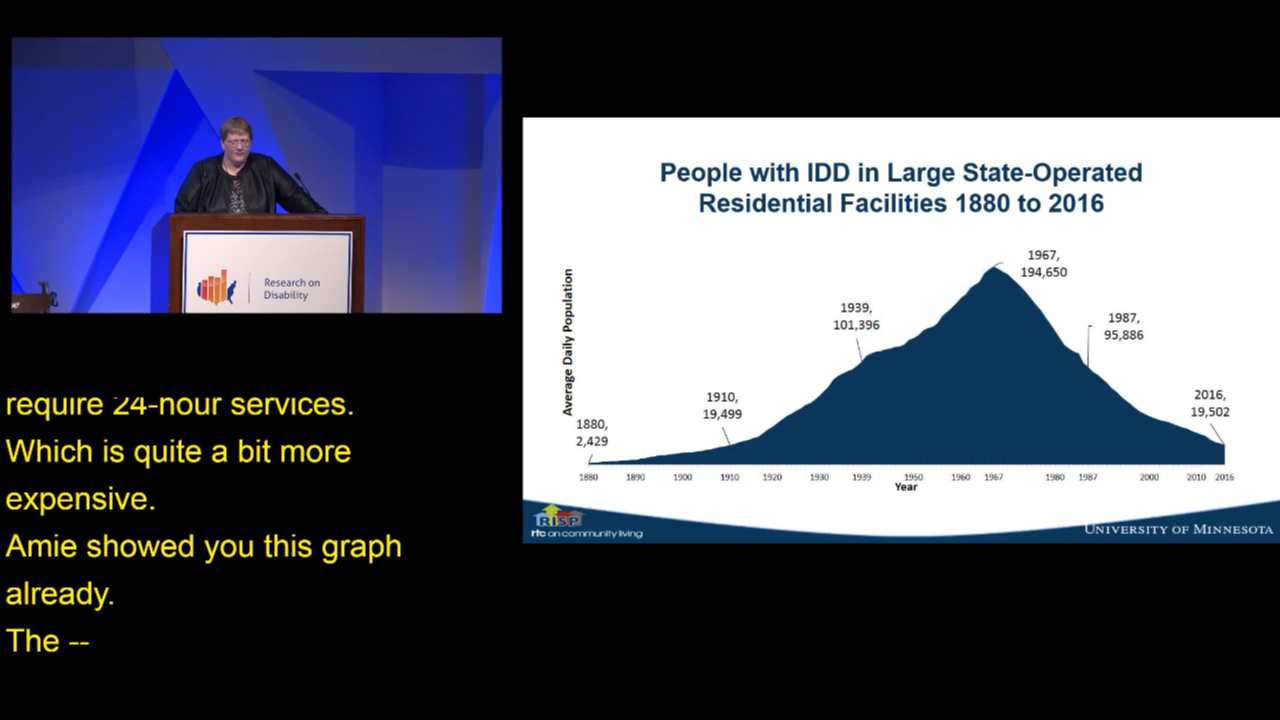 Research on
Disability
require 24-hour services.
Which is quite a bit more
expensive.
Amie showed you this graph
already.
The --
People with IDD in Large State-Operated
Residential Facilities 1880 to 2016
Average Daily Population
1880,
2,429
1910,
19,499
1939,
101,396
1967,
194,650
1987,
95,886
2016,
19,502
1880 1890 1900 1910 1920 1930 1939 1950 1960 1967 1980 1987 2000 2010 2016
Year
RISP
rtc on community living
UNIVERSITY OF MINNESOTA